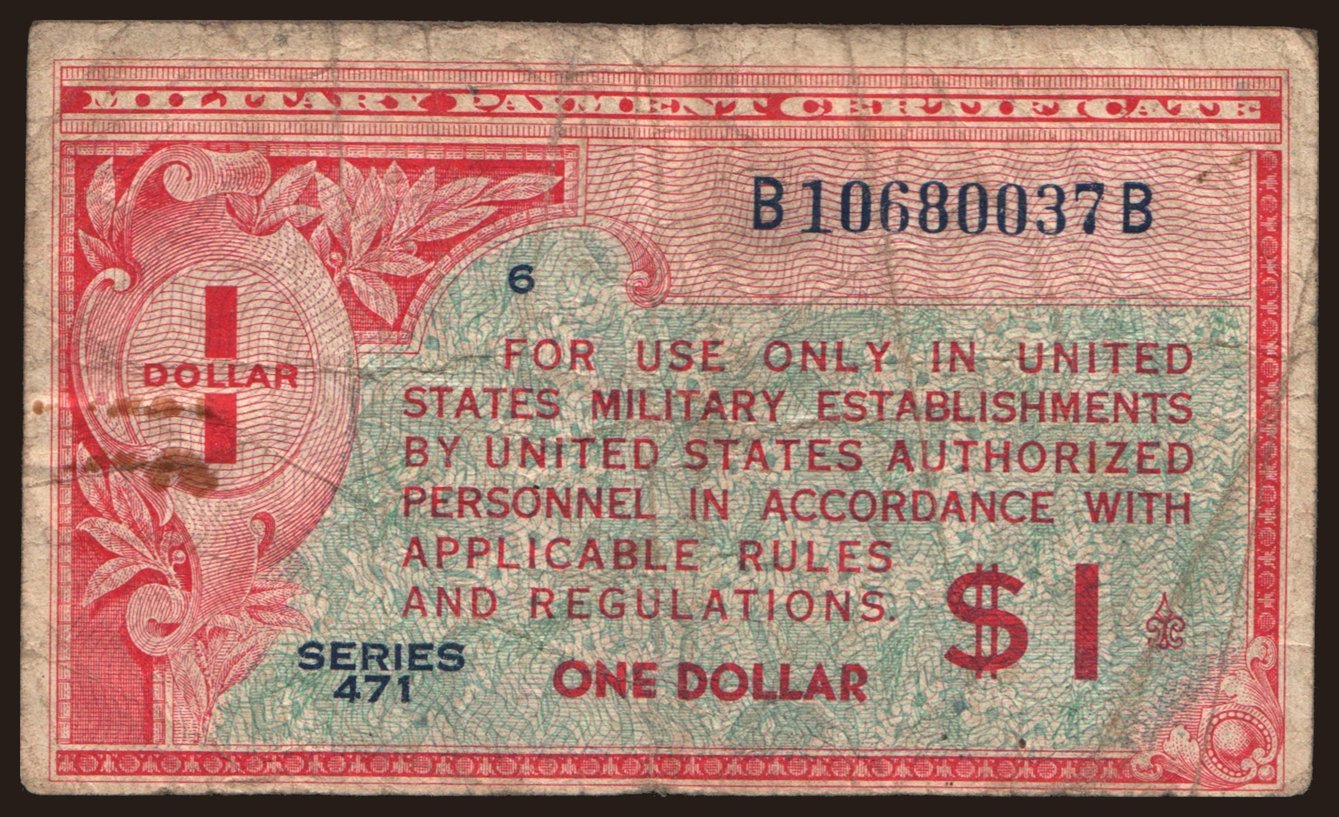 MILITARY PAYMENT CERTIFICATE
B10680037B
6
1
DOLLAR
FOR USE ONLY IN UNITED
STATES MILITARY ESTABLISHMENTS
BY UNITED STATES AUTHORIZED
PERSONNEL IN ACCORDANCE WITH
APPLICABLE RULES
AND REGULATIONS.
$1
SERIES
471
ONE DOLLAR